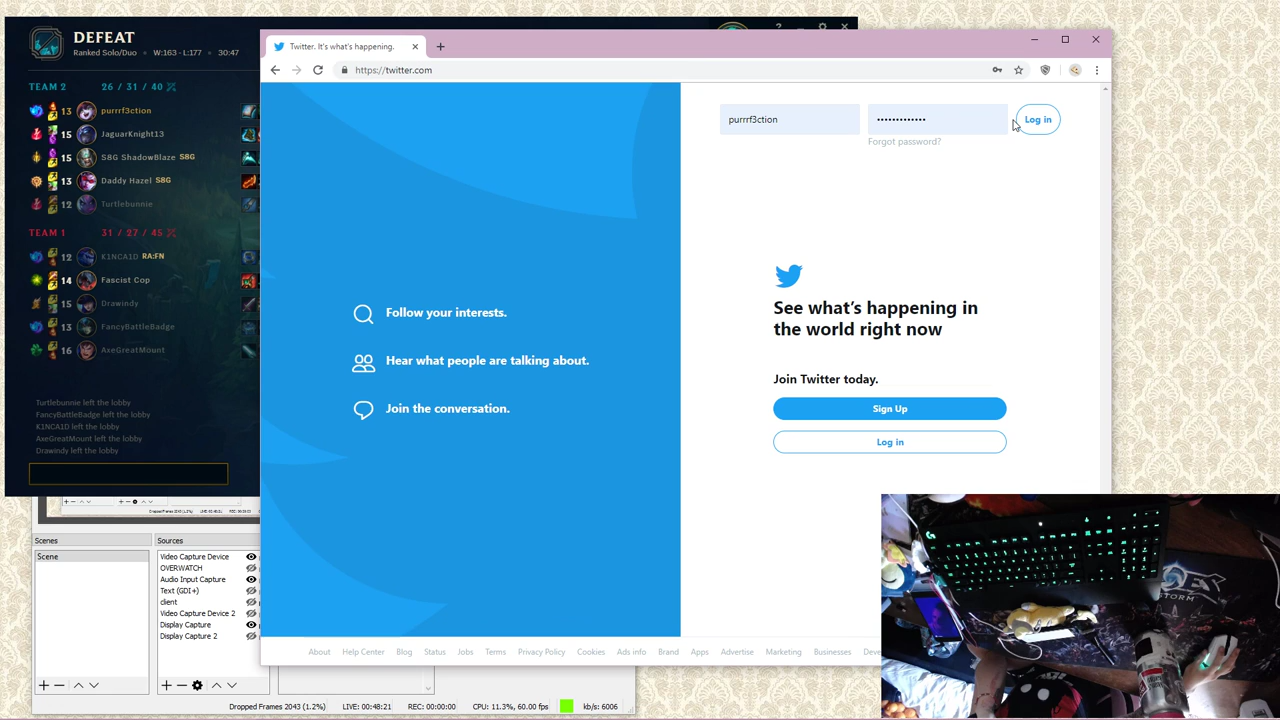 DEFEAT
Ranked Solo/Duo • W:163 - L:177 • 30:47
TEAM 2 26 / 31 / 40
13 purrrf3ction
15 JaguarKnight13
15 S8G ShadowBlaze S8G
13 Daddy Hazel S8G
12 Turtlebunnie
TEAM 1 31 / 27 / 45
12 K1NCA1D RA:FN
14 Fascist Cop
15 Drawindy
13 FancyBattleBadge
16 AxeGreatMount
Turtlebunnie left the lobby
FancyBattleBadge left the lobby
K1NCA1D left the lobby
AxeGreatMount left the lobby
Drawindy left the lobby
Twitter. It's what's happening.
https://twitter.com
purrrf3ction
••••••••••••• 
Log in
Forgot password?
Follow your interests.
Hear what people are talking about.
Join the conversation.
See what's happening in
the world right now
Join Twitter today.
Sign Up
Log in
About Help Center Blog Status Jobs Terms Privacy Policy Cookies Ads info Brand Apps Advertise Marketing Businesses Deve
Scenes
Scene
Sources
Video Capture Device
OVERWATCH
Audio Input Capture
Text (GDI+)
client
Video Capture Device 2
Display Capture
Display Capture 2
Dropped Frames 2043 (1.2%) LIVE: 00:48:21 REC: 00:00:00 CPU: 11.3%, 60.00 fps kb/s: 6006